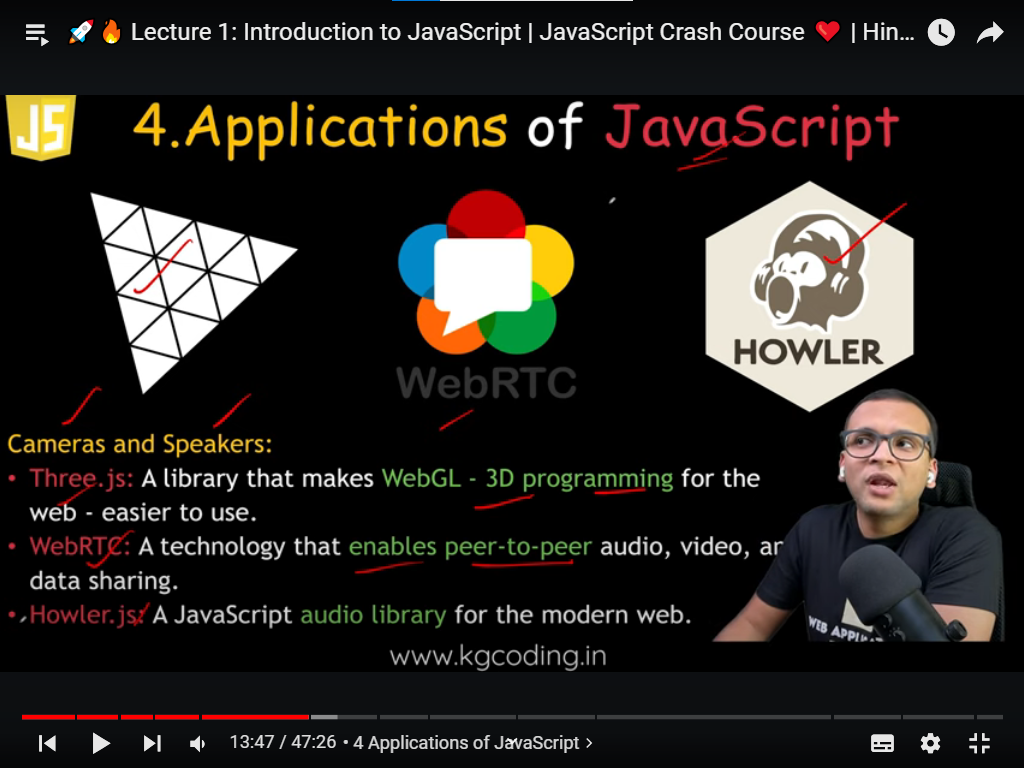 🚀🔥 Lecture 1: Introduction to JavaScript | JavaScript Crash Course ❤️ | Hin...
JS
4.Applications of JavaScript
WebRTC
HOWLER
Cameras and Speakers:
• Three.js: A library that makes WebGL - 3D programming for the
web - easier to use.
• WebRTC: A technology that enables peer-to-peer audio, video, an
data sharing.
• Howler.js: A JavaScript audio library for the modern web.
WEB APPLI
www.kgcoding.in
13:47 / 47:26 • 4 Applications of JavaScript >